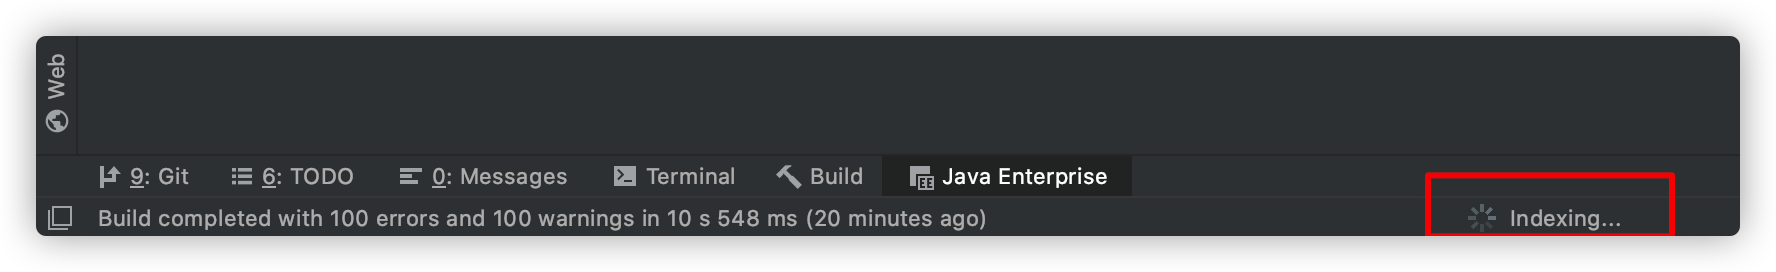 Web
9: Git 6: TODO 0: Messages Terminal Build Java Enterprise
Build completed with 100 errors and 100 warnings in 10 s 548 ms (20 minutes ago) Indexing...